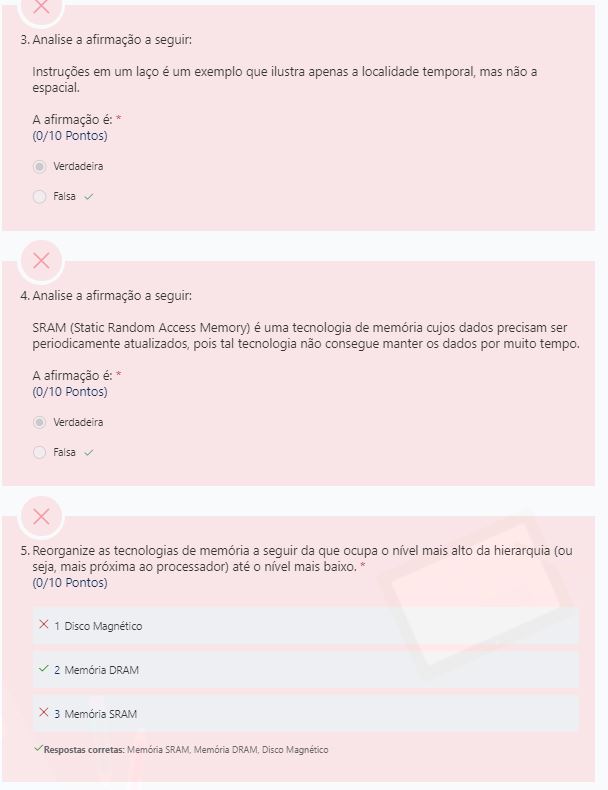 3. Analise a afirmação a seguir:
Instruções em um laço é um exemplo que ilustra apenas a localidade temporal, mas não a
espacial.
A afirmação é: *
(0/10 Pontos)
Verdadeira
Falsa
4. Analise a afirmação a seguir:
SRAM (Static Random Access Memory) é uma tecnologia de memória cujos dados precisam ser
periodicamente atualizados, pois tal tecnologia não consegue manter os dados por muito tempo.
A afirmação é: *
(0/10 Pontos)
Verdadeira
Falsa
5. Reorganize as tecnologias de memória a seguir da que ocupa o nível mais alto da hierarquia (ou
seja, mais próxima ao processador) até o nível mais baixo. *
(0/10 Pontos)
1 Disco Magnético
2 Memória DRAM
3 Memória SRAM
Respostas corretas: Memória SRAM, Memória DRAM, Disco Magnético